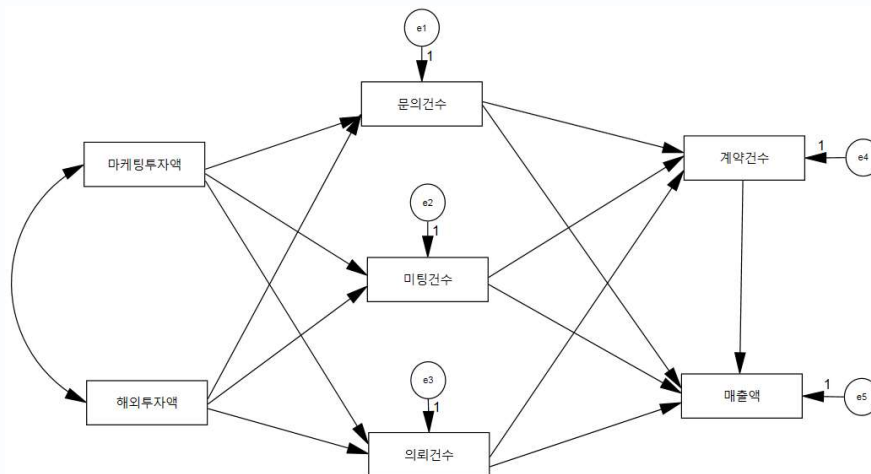 e1
1
문의건수
마케팅투자액
계약건수
1
e4
e2
1
미팅건수
해외투자액
e3
1
의뢰건수
매출액
1
e5